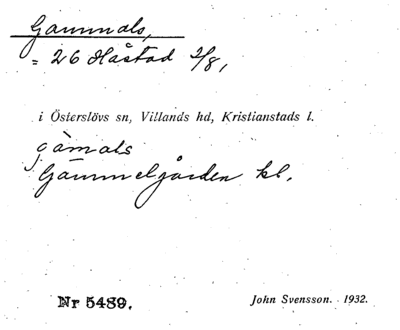 Gammals,
= 26 Håstad 2/8,
i Österslövs sn, Villands hd, Kristianstads l.
gàmals
Gammelgården kl.
Nr 5489.
John Svensson. 1932.